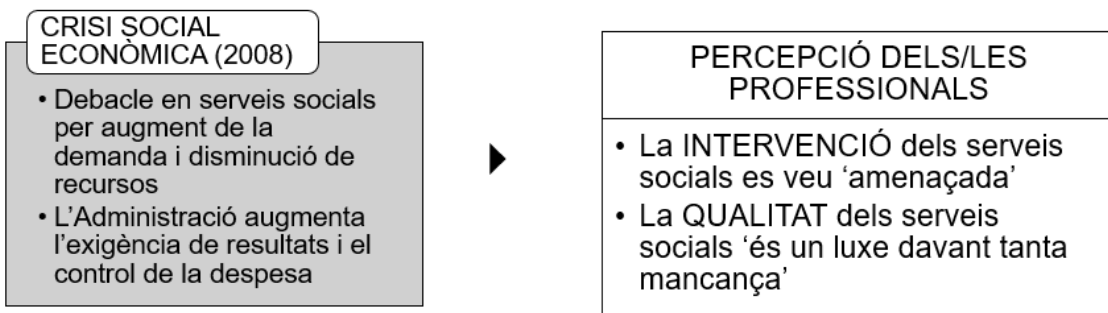 CRISI SOCIAL
ECONÒMICA (2008)
• Debacle en serveis socials
per augment de la
demanda i disminució de
recursos
• L’Administració augmenta
l’exigència de resultats i el
control de la despesa
PERCEPCIÓ DELS/LES
PROFESSIONALS
• La INTERVENCIÓ dels serveis
socials es veu ‘amenaçada’
• La QUALITAT dels serveis
socials ‘és un luxe davant tanta
mancança’